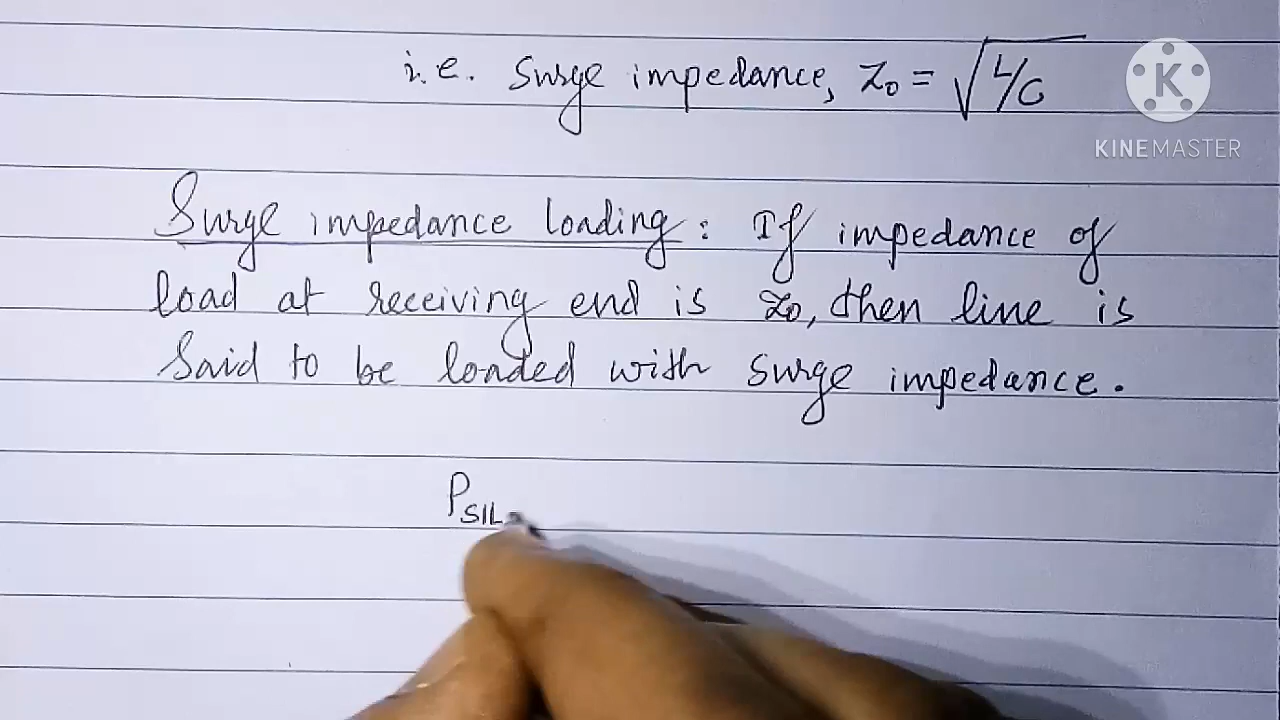 i.e. Surge impedance, Z₀ = √L/C
K
KINEMASTER
Surge impedance loading: If impedance of
load at receiving end is Z₀, then line is
said to be loaded with surge impedance.
P_SIL